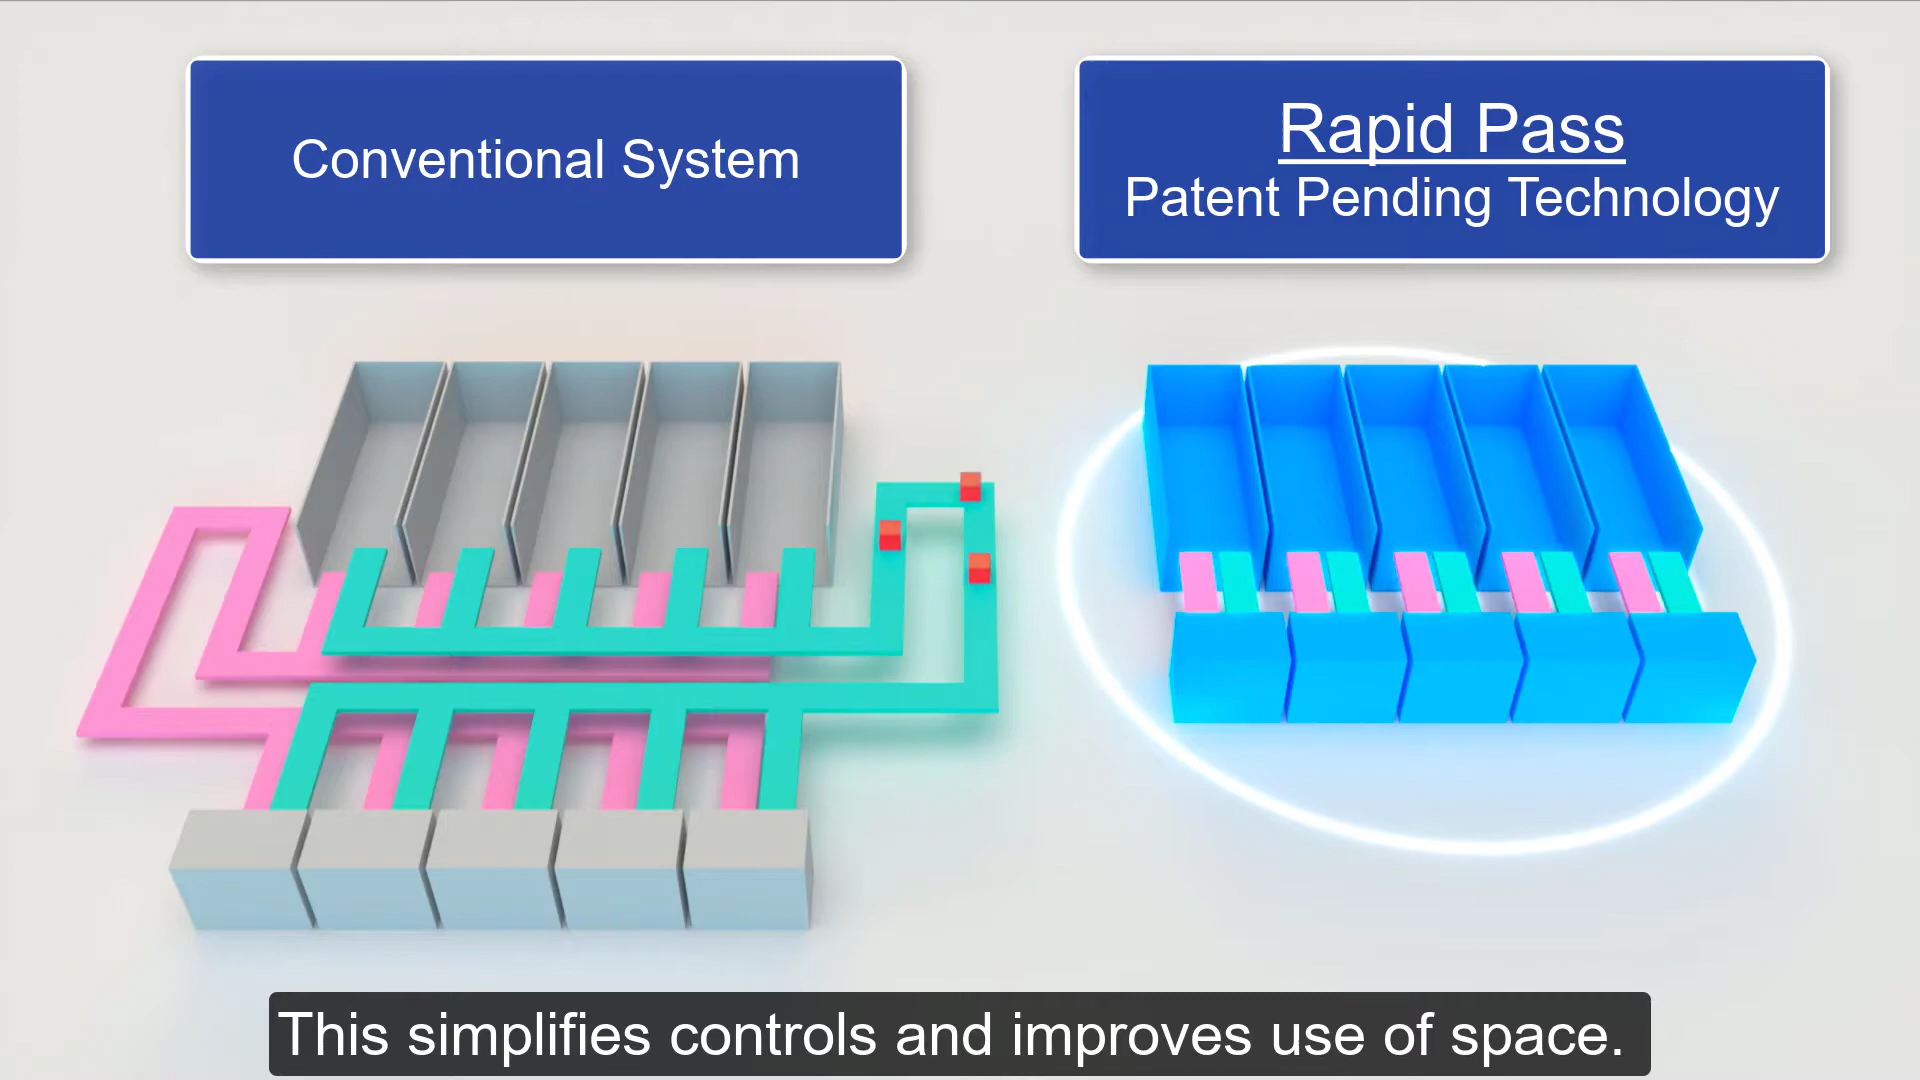 Conventional System
Rapid Pass
Patent Pending Technology
This simplifies controls and improves use of space.